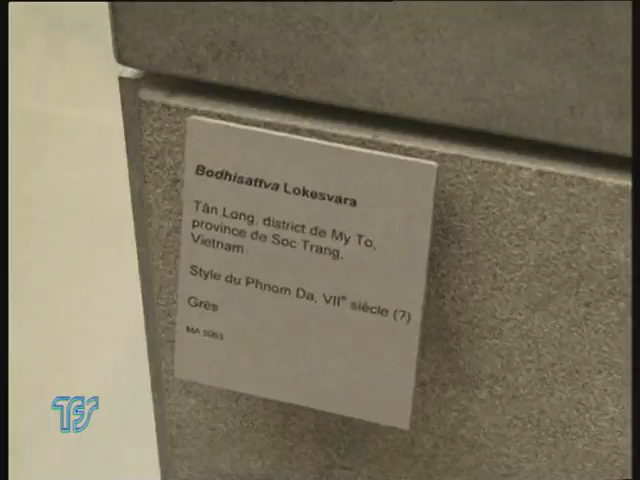 Bodhisattva Lokesvara
Tân Long, district de My To,
province de Soc Trang,
Vietnam
Style du Phnom Da, VIIe siècle (?)
Grès
TFS